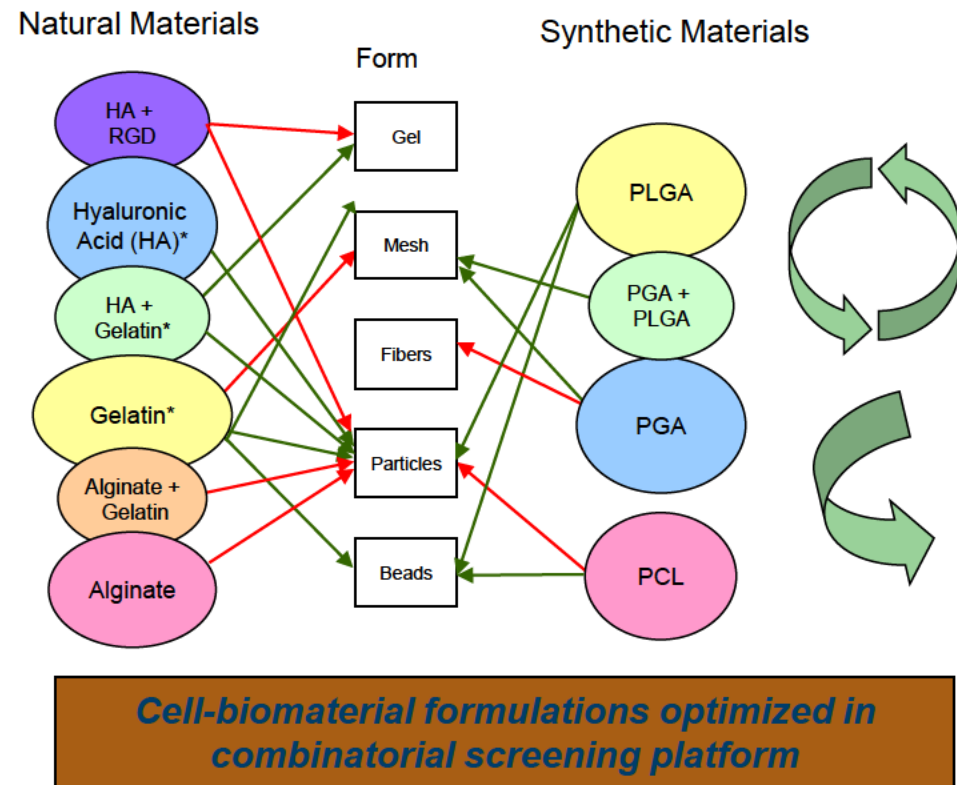 Natural Materials
Synthetic Materials
Form
HA +
RGD
Hyaluronic
Acid (HA)*
HA +
Gelatin*
Gelatin*
Alginate +
Gelatin
Alginate
Gel
Mesh
Fibers
Particles
Beads
PLGA
PGA +
PLGA
PGA
PCL
Cell-biomaterial formulations optimized in
combinatorial screening platform